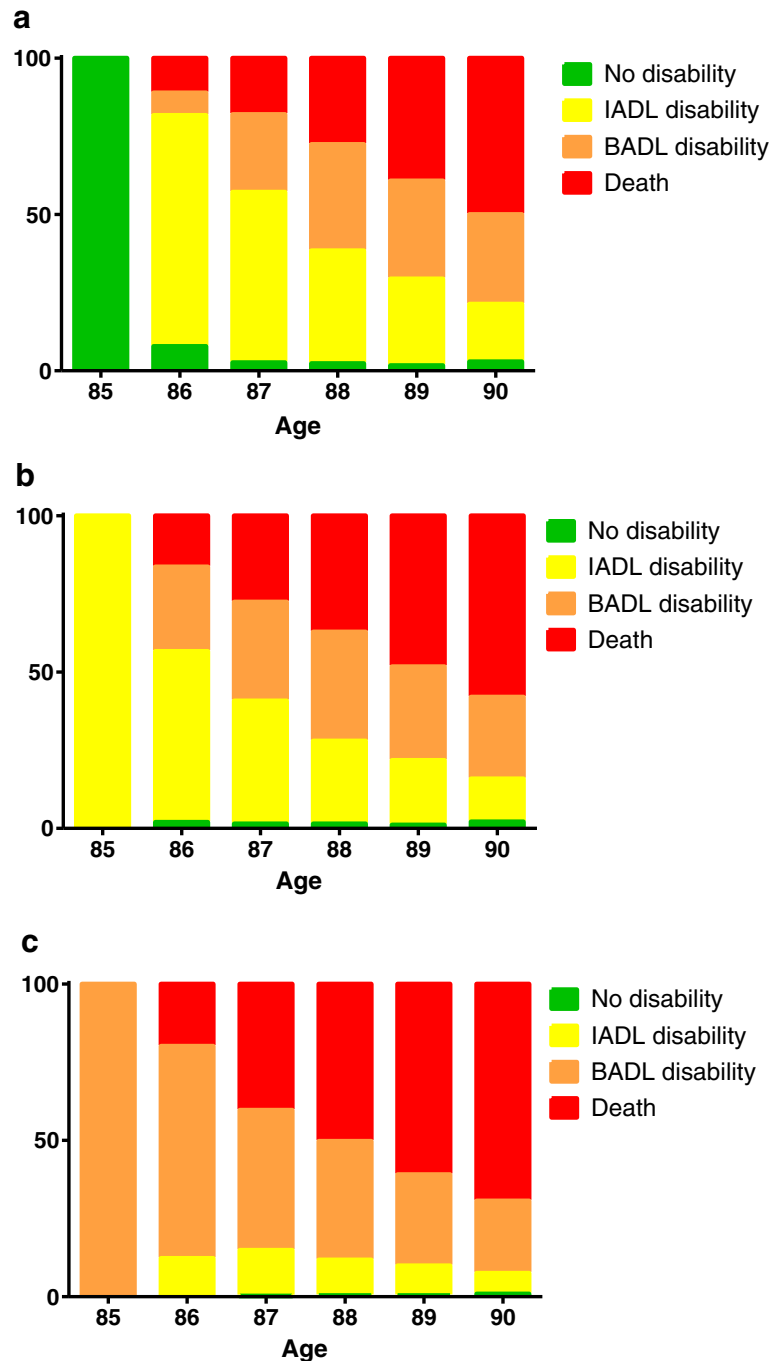 a
100
50
0
85 86 87 88 89 90
Age
No disability
IADL disability
BADL disability
Death
b
100
50
0
85 86 87 88 89 90
Age
No disability
IADL disability
BADL disability
Death
c
100
50
0
85 86 87 88 89 90
Age
No disability
IADL disability
BADL disability
Death